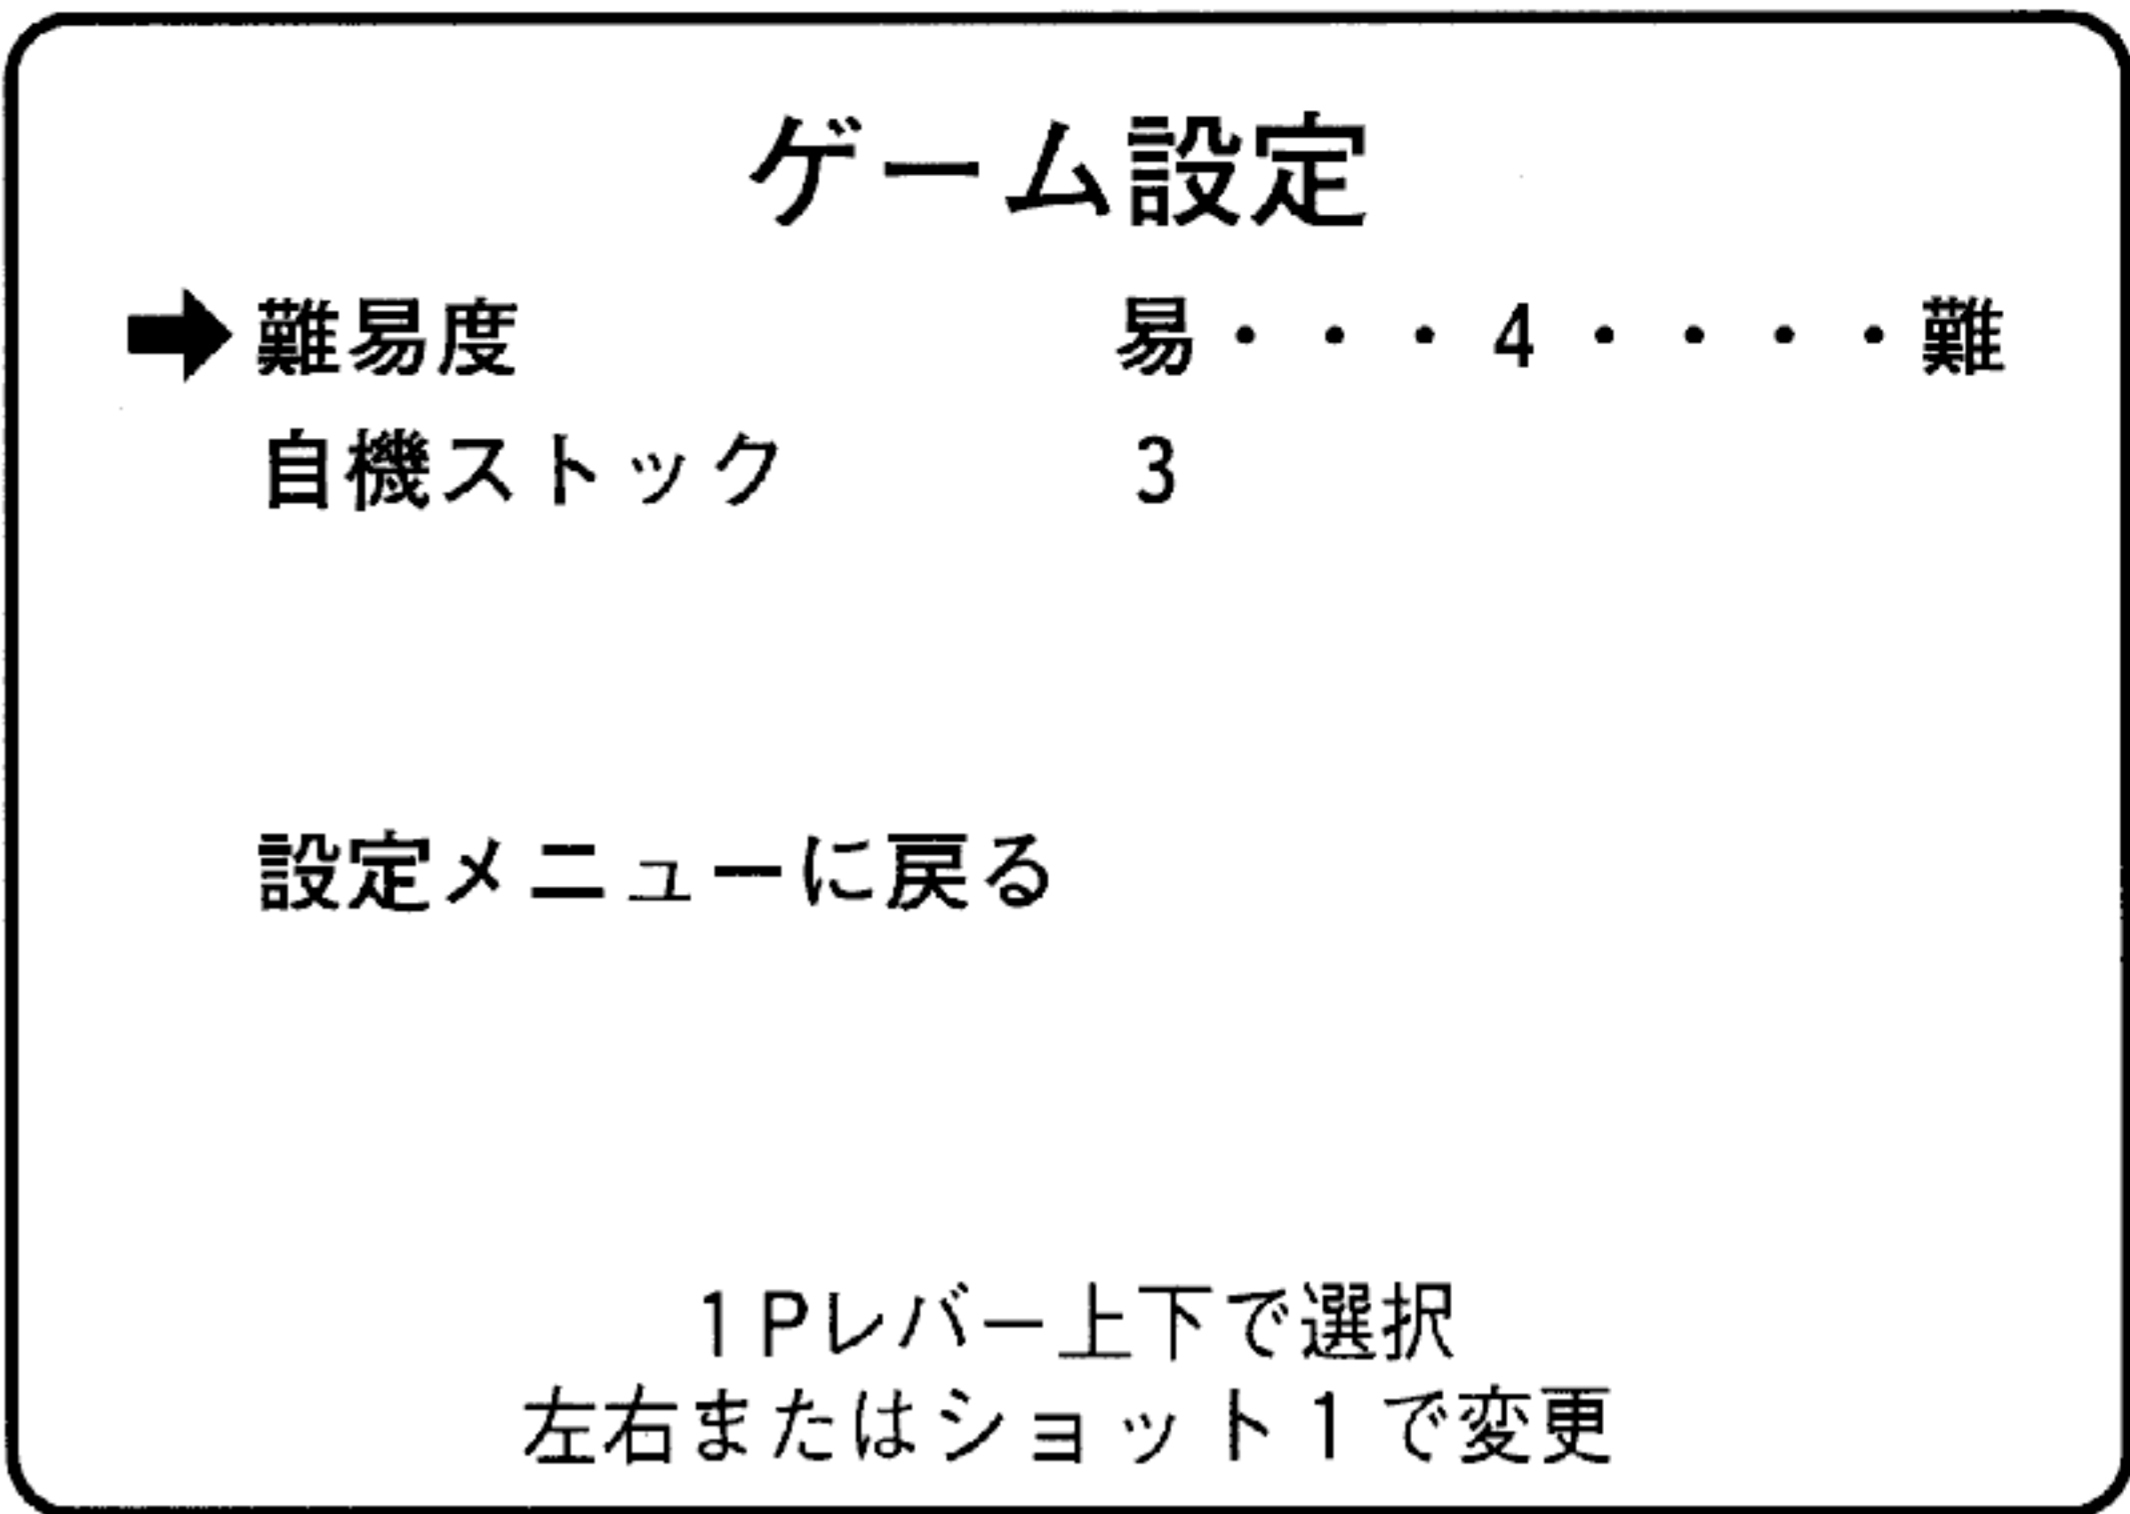 ゲーム設定
➡難易度 易・・・4・・・・難
自機ストック 3
設定メニューに戻る
1Pレバー上下で選択
左右またはショット1で変更